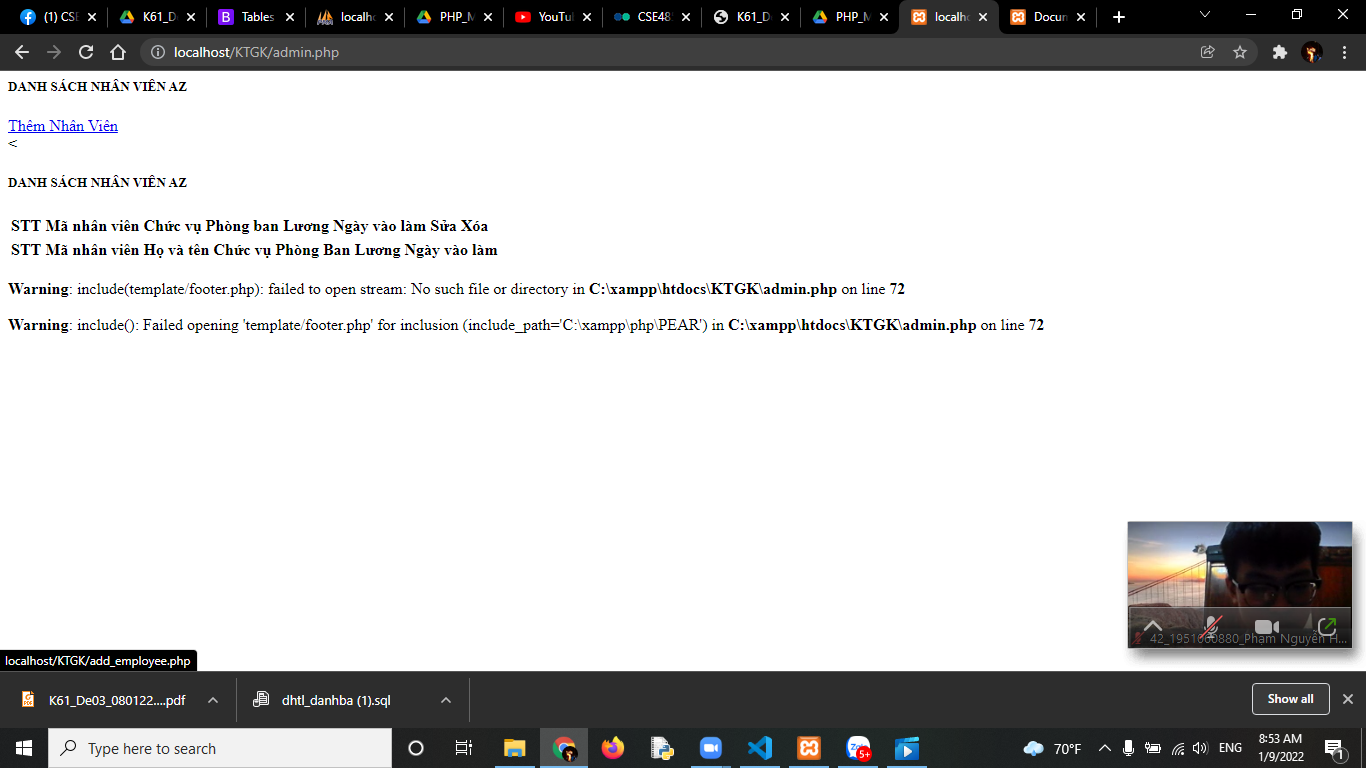 (1) CSE
K61_De
Tables
localho
PHP_M
YouTub
CSE485
K61_De
PHP_M
localho
Docum
localhost/KTGK/admin.php
DANH SÁCH NHÂN VIÊN AZ
Thêm Nhân Viên
<
DANH SÁCH NHÂN VIÊN AZ
STT Mã nhân viên Chức vụ Phòng ban Lương Ngày vào làm Sửa Xóa
STT Mã nhân viên Họ và tên Chức vụ Phòng Ban Lương Ngày vào làm
Warning: include(template/footer.php): failed to open stream: No such file or directory in C:\xampp\htdocs\KTGK\admin.php on line 72
Warning: include(): Failed opening 'template/footer.php' for inclusion (include_path='C:\xampp\php\PEAR') in C:\xampp\htdocs\KTGK\admin.php on line 72
42_1951060880_Phạm Nguyễn H...
localhost/KTGK/add_employee.php
K61_De03_080122....pdf
dhtl_danhba (1).sql
Show all
Type here to search
5+
70°F
ENG
8:53 AM
1/9/2022
1